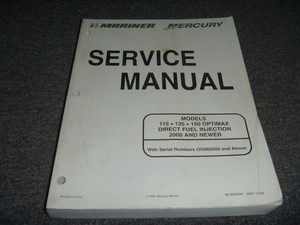 MARINER MERCURY
SERVICE
MANUAL
MODELS
115 • 135 • 150 OPTIMAX
DIRECT FUEL INJECTION
2000 AND NEWER
With Serial Numbers OG960500 and Above